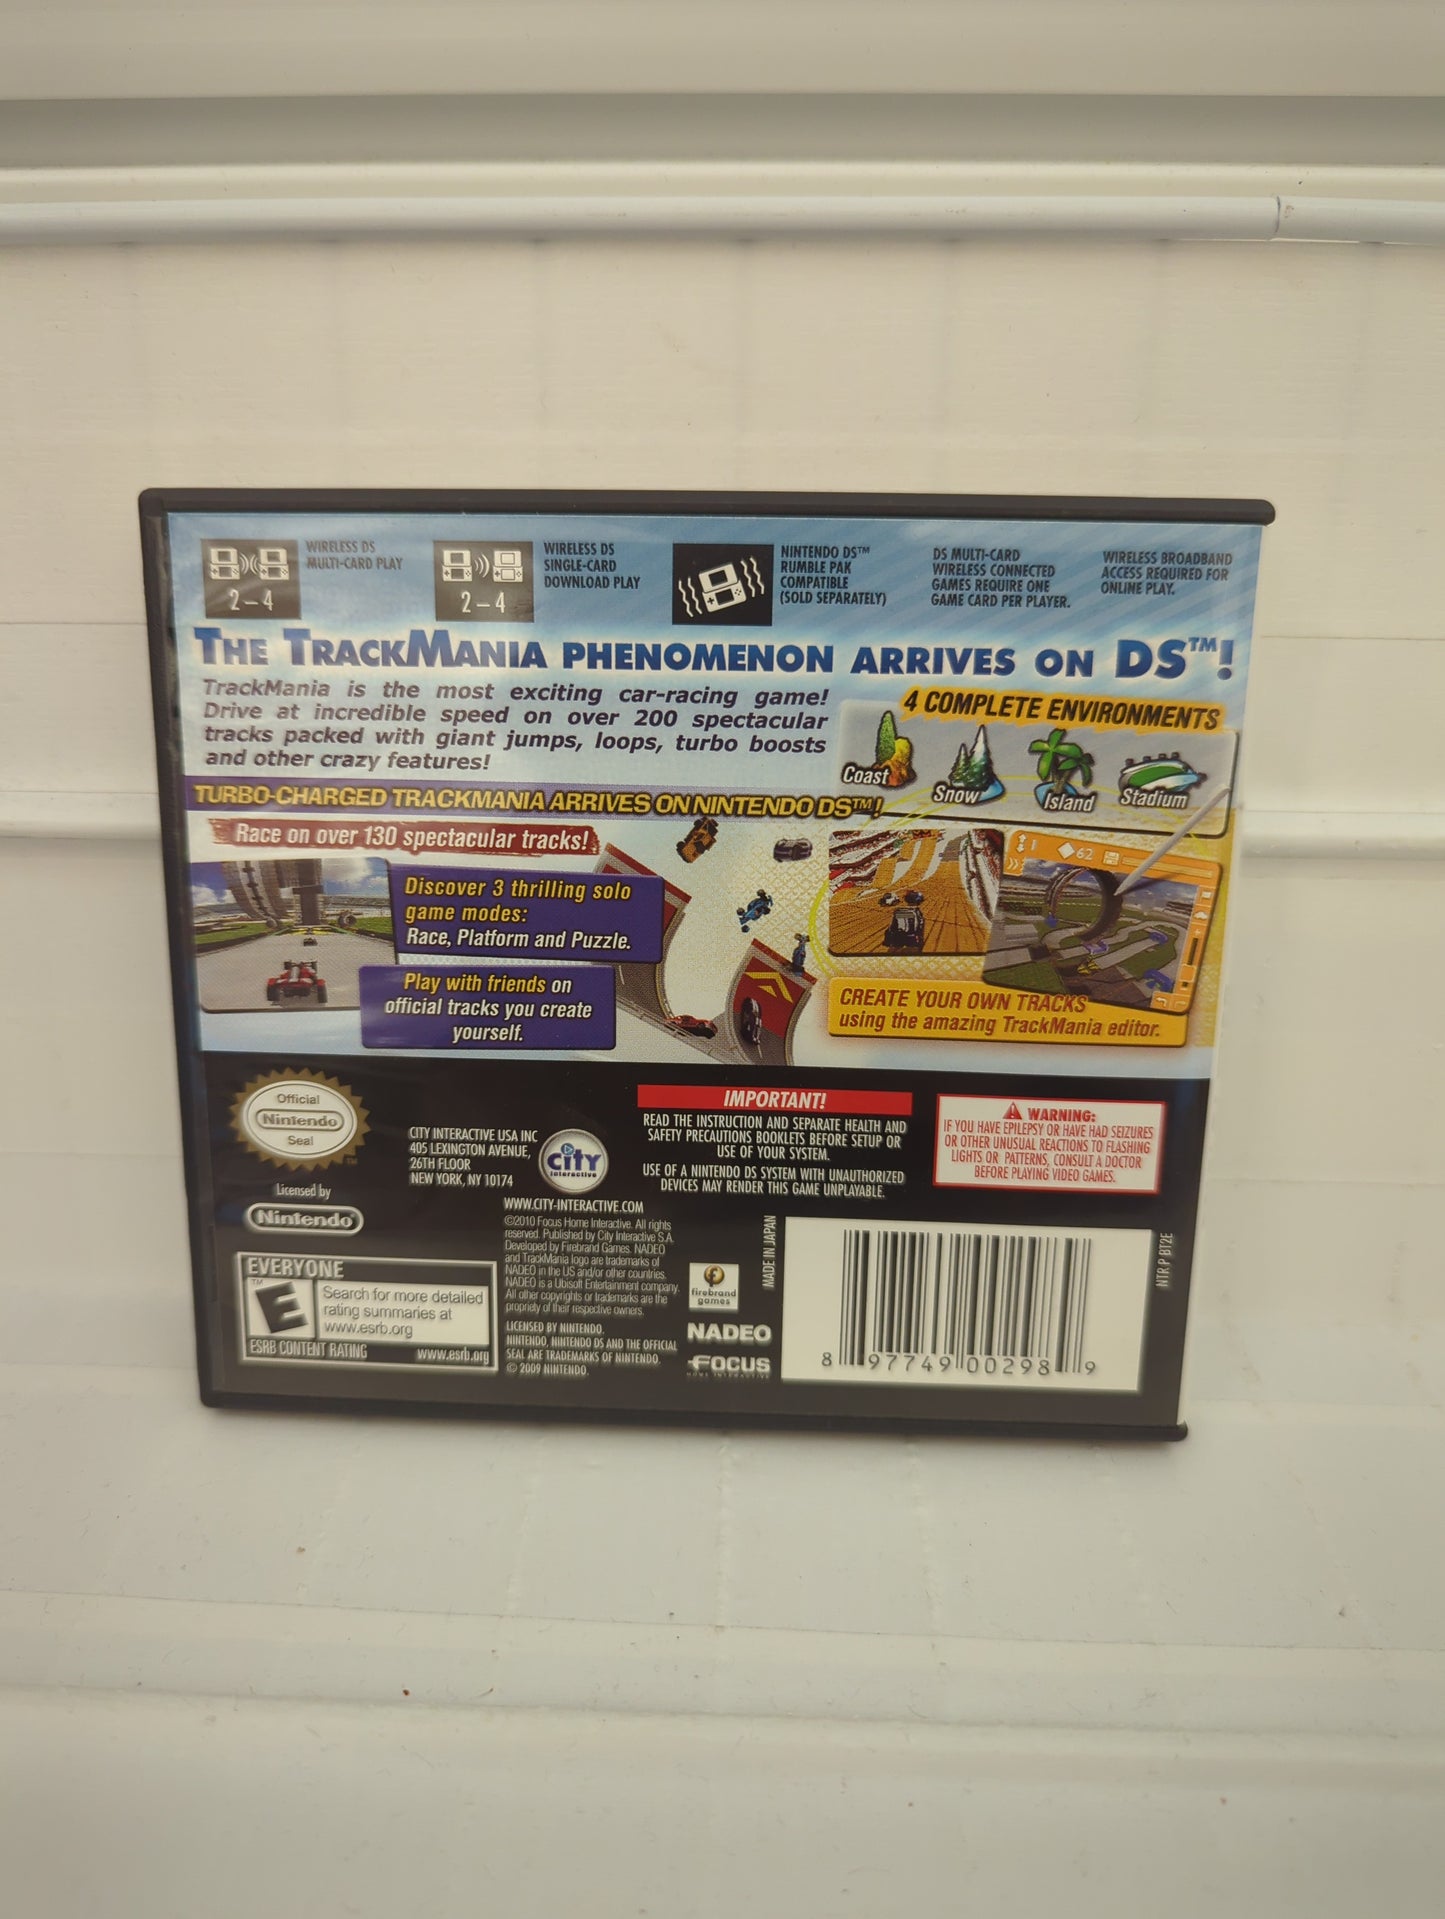 WIRELESS DS
MULTI-CARD PLAY
2-4
WIRELESS DS
SINGLE-CARD
DOWNLOAD PLAY
2-4
NINTENDO DS™
RUMBLE PAK
COMPATIBLE
(SOLD SEPARATELY)
DS MULTI-CARD
WIRELESS CONNECTED
GAMES REQUIRE ONE
GAME CARD PER PLAYER.
WIRELESS BROADBAND
ACCESS REQUIRED FOR
ONLINE PLAY.
THE TRACKMANIA PHENOMENON ARRIVES ON DS™!
TrackMania is the most exciting car-racing game!
Drive at incredible speed on over 200 spectacular
tracks packed with giant jumps, loops, turbo boosts
and other crazy features!
4 COMPLETE ENVIRONMENTS
Coast
Snow
Island
Stadium
TURBO-CHARGED TRACKMANIA ARRIVES ON NINTENDO DS™!
Race on over 130 spectacular tracks!
Discover 3 thrilling solo
game modes:
Race, Platform and Puzzle.
Play with friends on
official tracks you create
yourself.
1
62
CREATE YOUR OWN TRACKS
using the amazing TrackMania editor.
Official
Nintendo
Seal
TM
Licensed by
Nintendo
CITY INTERACTIVE USA INC
405 LEXINGTON AVENUE,
26TH FLOOR
NEW YORK, NY 10174
city
interactive
WWW.CITY-INTERACTIVE.COM
IMPORTANT!
READ THE INSTRUCTION AND SEPARATE HEALTH AND
SAFETY PRECAUTIONS BOOKLETS BEFORE SETUP OR
USE OF YOUR SYSTEM.
USE OF A NINTENDO DS SYSTEM WITH UNAUTHORIZED
DEVICES MAY RENDER THIS GAME UNPLAYABLE.
WARNING:
IF YOU HAVE EPILEPSY OR HAVE HAD SEIZURES
OR OTHER UNUSUAL REACTIONS TO FLASHING
LIGHTS OR PATTERNS, CONSULT A DOCTOR
BEFORE PLAYING VIDEO GAMES.
EVERYONE
TM
E
Search for more detailed
rating summaries at
www.esrb.org
ESRB CONTENT RATING www.esrb.org
©2010 Focus Home Interactive. All rights
reserved. Published by City Interactive S.A.
Developed by Firebrand Games. NADEO
and TrackMania logo are trademarks of
NADEO in the US and/or other countries.
NADEO is a Ubisoft Entertainment company.
All other copyrights or trademarks are the
propriety of their respective owners.
LICENSED BY NINTENDO.
NINTENDO, NINTENDO DS AND THE OFFICIAL
SEAL ARE TRADEMARKS OF NINTENDO.
© 2009 NINTENDO.
firebrand
games
NADEO
FOCUS
HOME INTERACTIVE
MADE IN JAPAN
8 97749 00298 9
NTR P BT2E